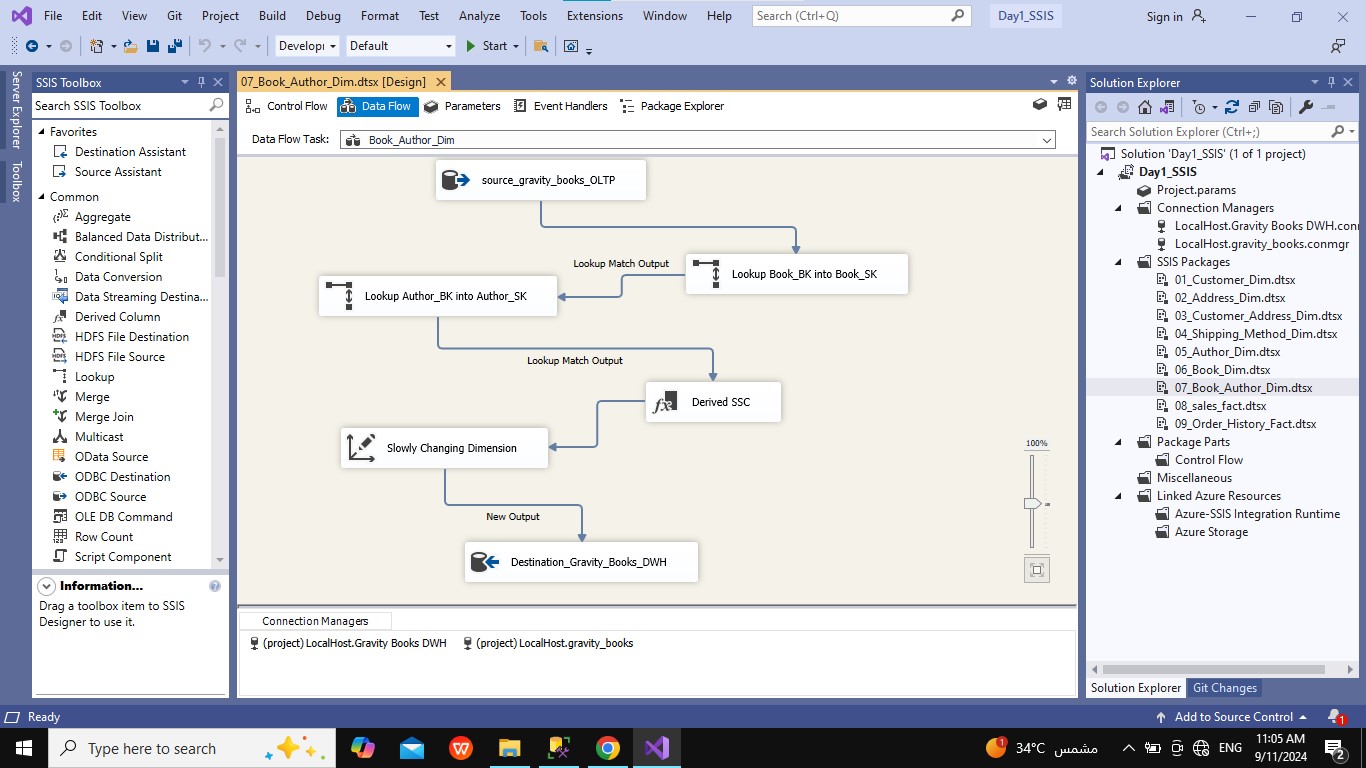 File Edit View Git Project Build Debug Format Test Analyze Tools Extensions Window Help Search (Ctrl+Q) Day1_SSIS Sign in
Developı Default Start
Server Explorer
Toolbox
SSIS Toolbox
Search SSIS Toolbox
Favorites
Destination Assistant
Source Assistant
Common
Aggregate
Balanced Data Distribut...
Conditional Split
Data Conversion
Data Streaming Destina...
Derived Column
HDFS File Destination
HDFS File Source
Lookup
Merge
Merge Join
Multicast
OData Source
ODBC Destination
ODBC Source
OLE DB Command
Row Count
Script Component
Information...
Drag a toolbox item to SSIS
Designer to use it.
07_Book_Author_Dim.dtsx [Design]
Control Flow Data Flow Parameters Event Handlers Package Explorer
Data Flow Task: Book_Author_Dim
source_gravity_books_OLTP
Lookup Match Output
Lookup Book_BK into Book_SK
Lookup Author_BK into Author_SK
Lookup Match Output
Derived SSC
100%
Slowly Changing Dimension
New Output
Destination_Gravity_Books_DWH
Connection Managers
(project) LocalHost.Gravity Books DWH (project) LocalHost.gravity_books
Solution Explorer
Search Solution Explorer (Ctrl+;)
Solution 'Day1_SSIS' (1 of 1 project)
Day1_SSIS
Project.params
Connection Managers
LocalHost.Gravity Books DWH.conı
LocalHost.gravity_books.conmgr
SSIS Packages
01_Customer_Dim.dtsx
02_Address_Dim.dtsx
03_Customer_Address_Dim.dtsx
04_Shipping_Method_Dim.dtsx
05_Author_Dim.dtsx
06_Book_Dim.dtsx
07_Book_Author_Dim.dtsx
08_sales_fact.dtsx
09_Order_History_Fact.dtsx
Package Parts
Control Flow
Miscellaneous
Linked Azure Resources
Azure-SSIS Integration Runtime
Azure Storage
Solution Explorer Git Changes
Ready Add to Source Control 1
Type here to search 1 34°C مشمس ENG 11:05 AM
9/11/2024 2